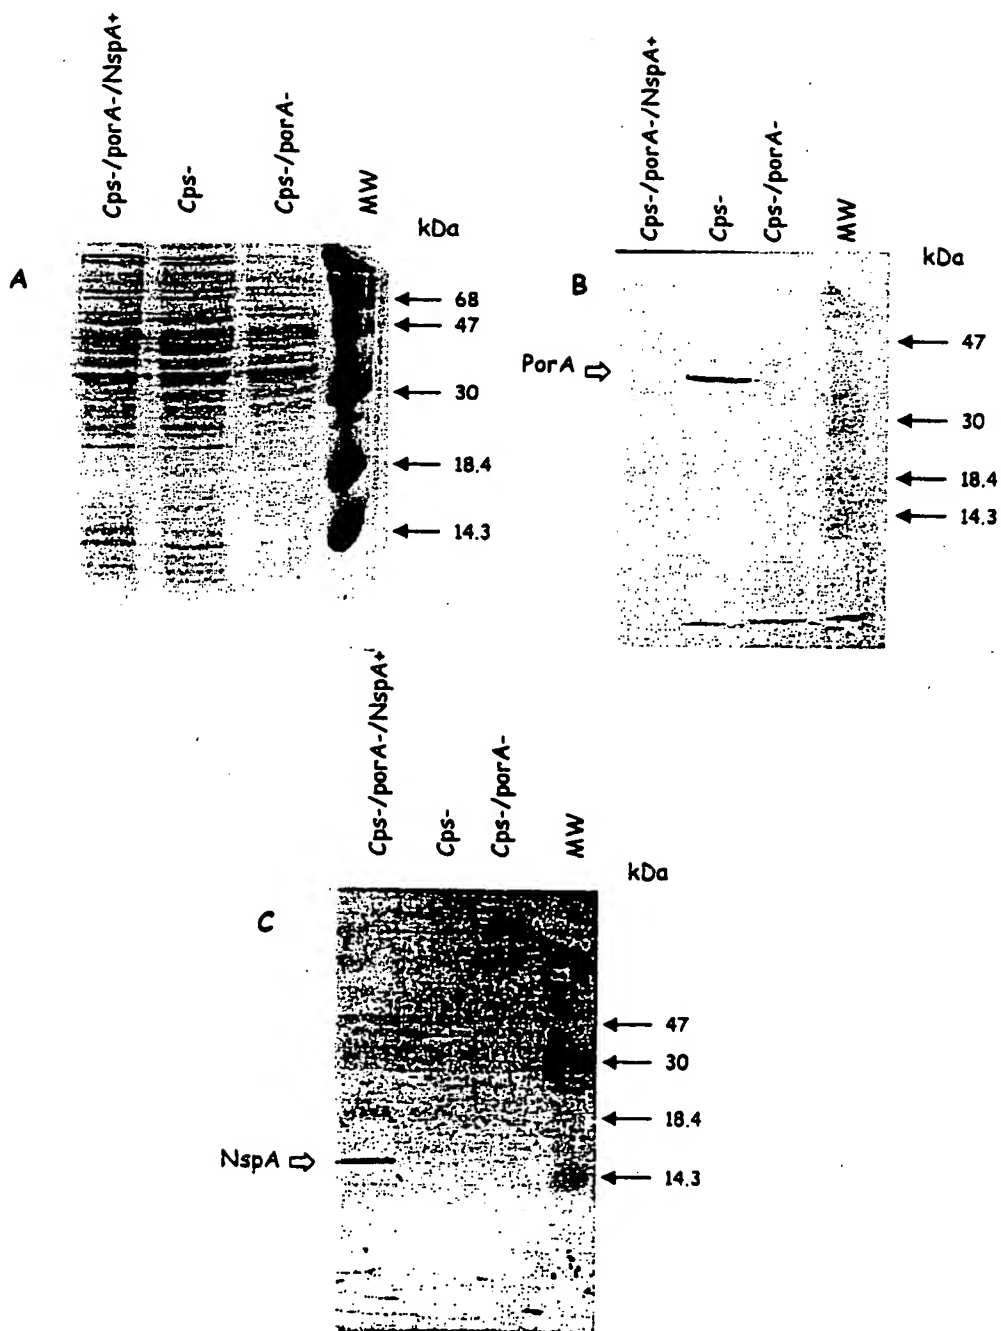 Cps-/porA-/NspA+
Cps-
Cps-/porA-
MW
kDa
A
68
47
30
18.4
14.3
Cps-/porA-/NspA+
Cps-
Cps-/porA-
MW
kDa
B
PorA
47
30
18.4
14.3
Cps-/porA-/NspA+
Cps-
Cps-/porA-
MW
kDa
C
47
30
18.4
NspA
14.3